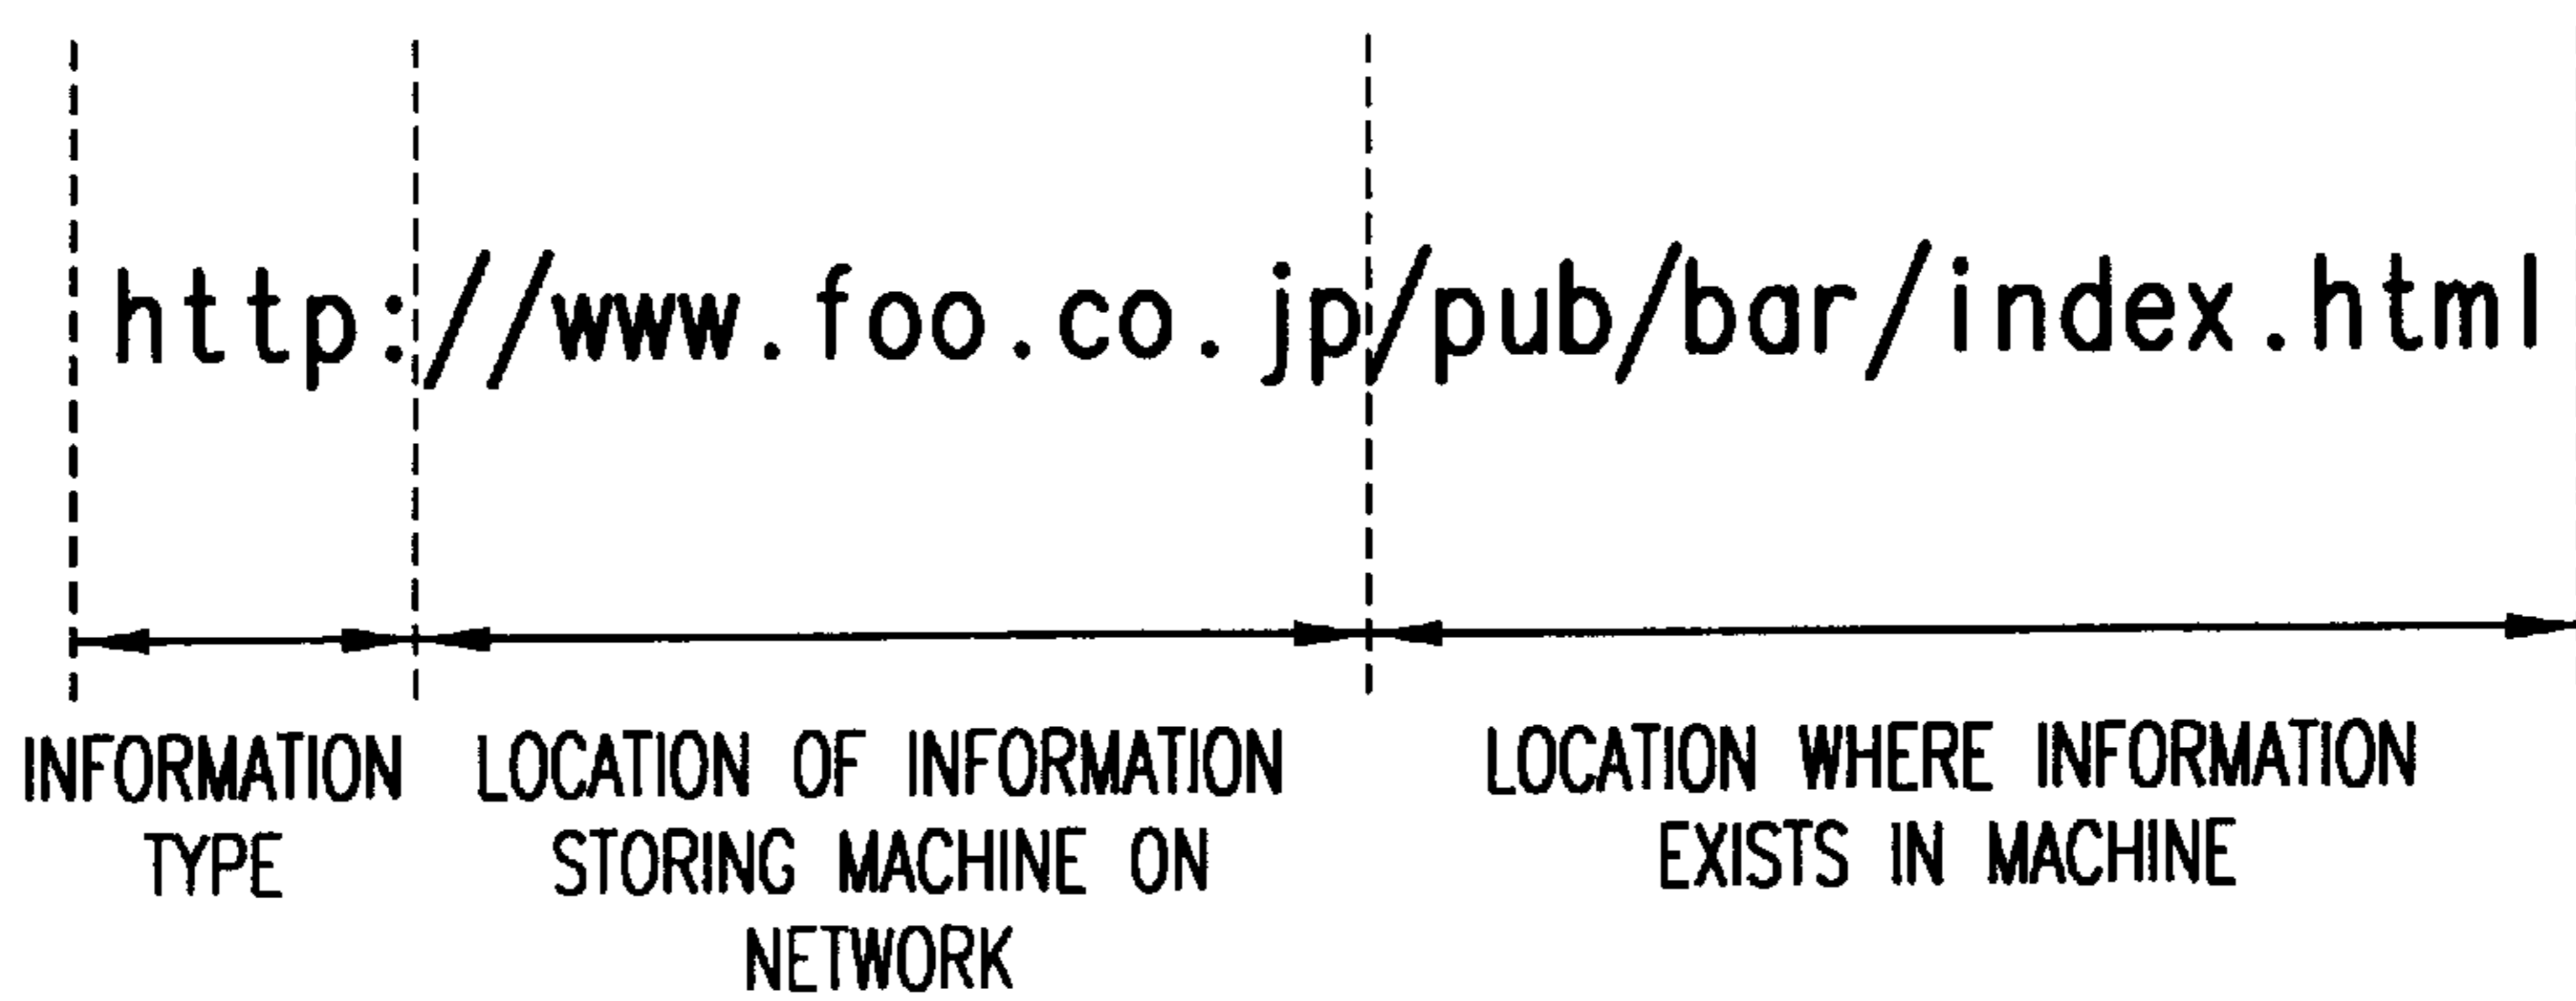 http://www.foo.co.jp/pub/bar/index.html
INFORMATION
TYPE
LOCATION OF INFORMATION
STORING MACHINE ON
NETWORK
LOCATION WHERE INFORMATION
EXISTS IN MACHINE